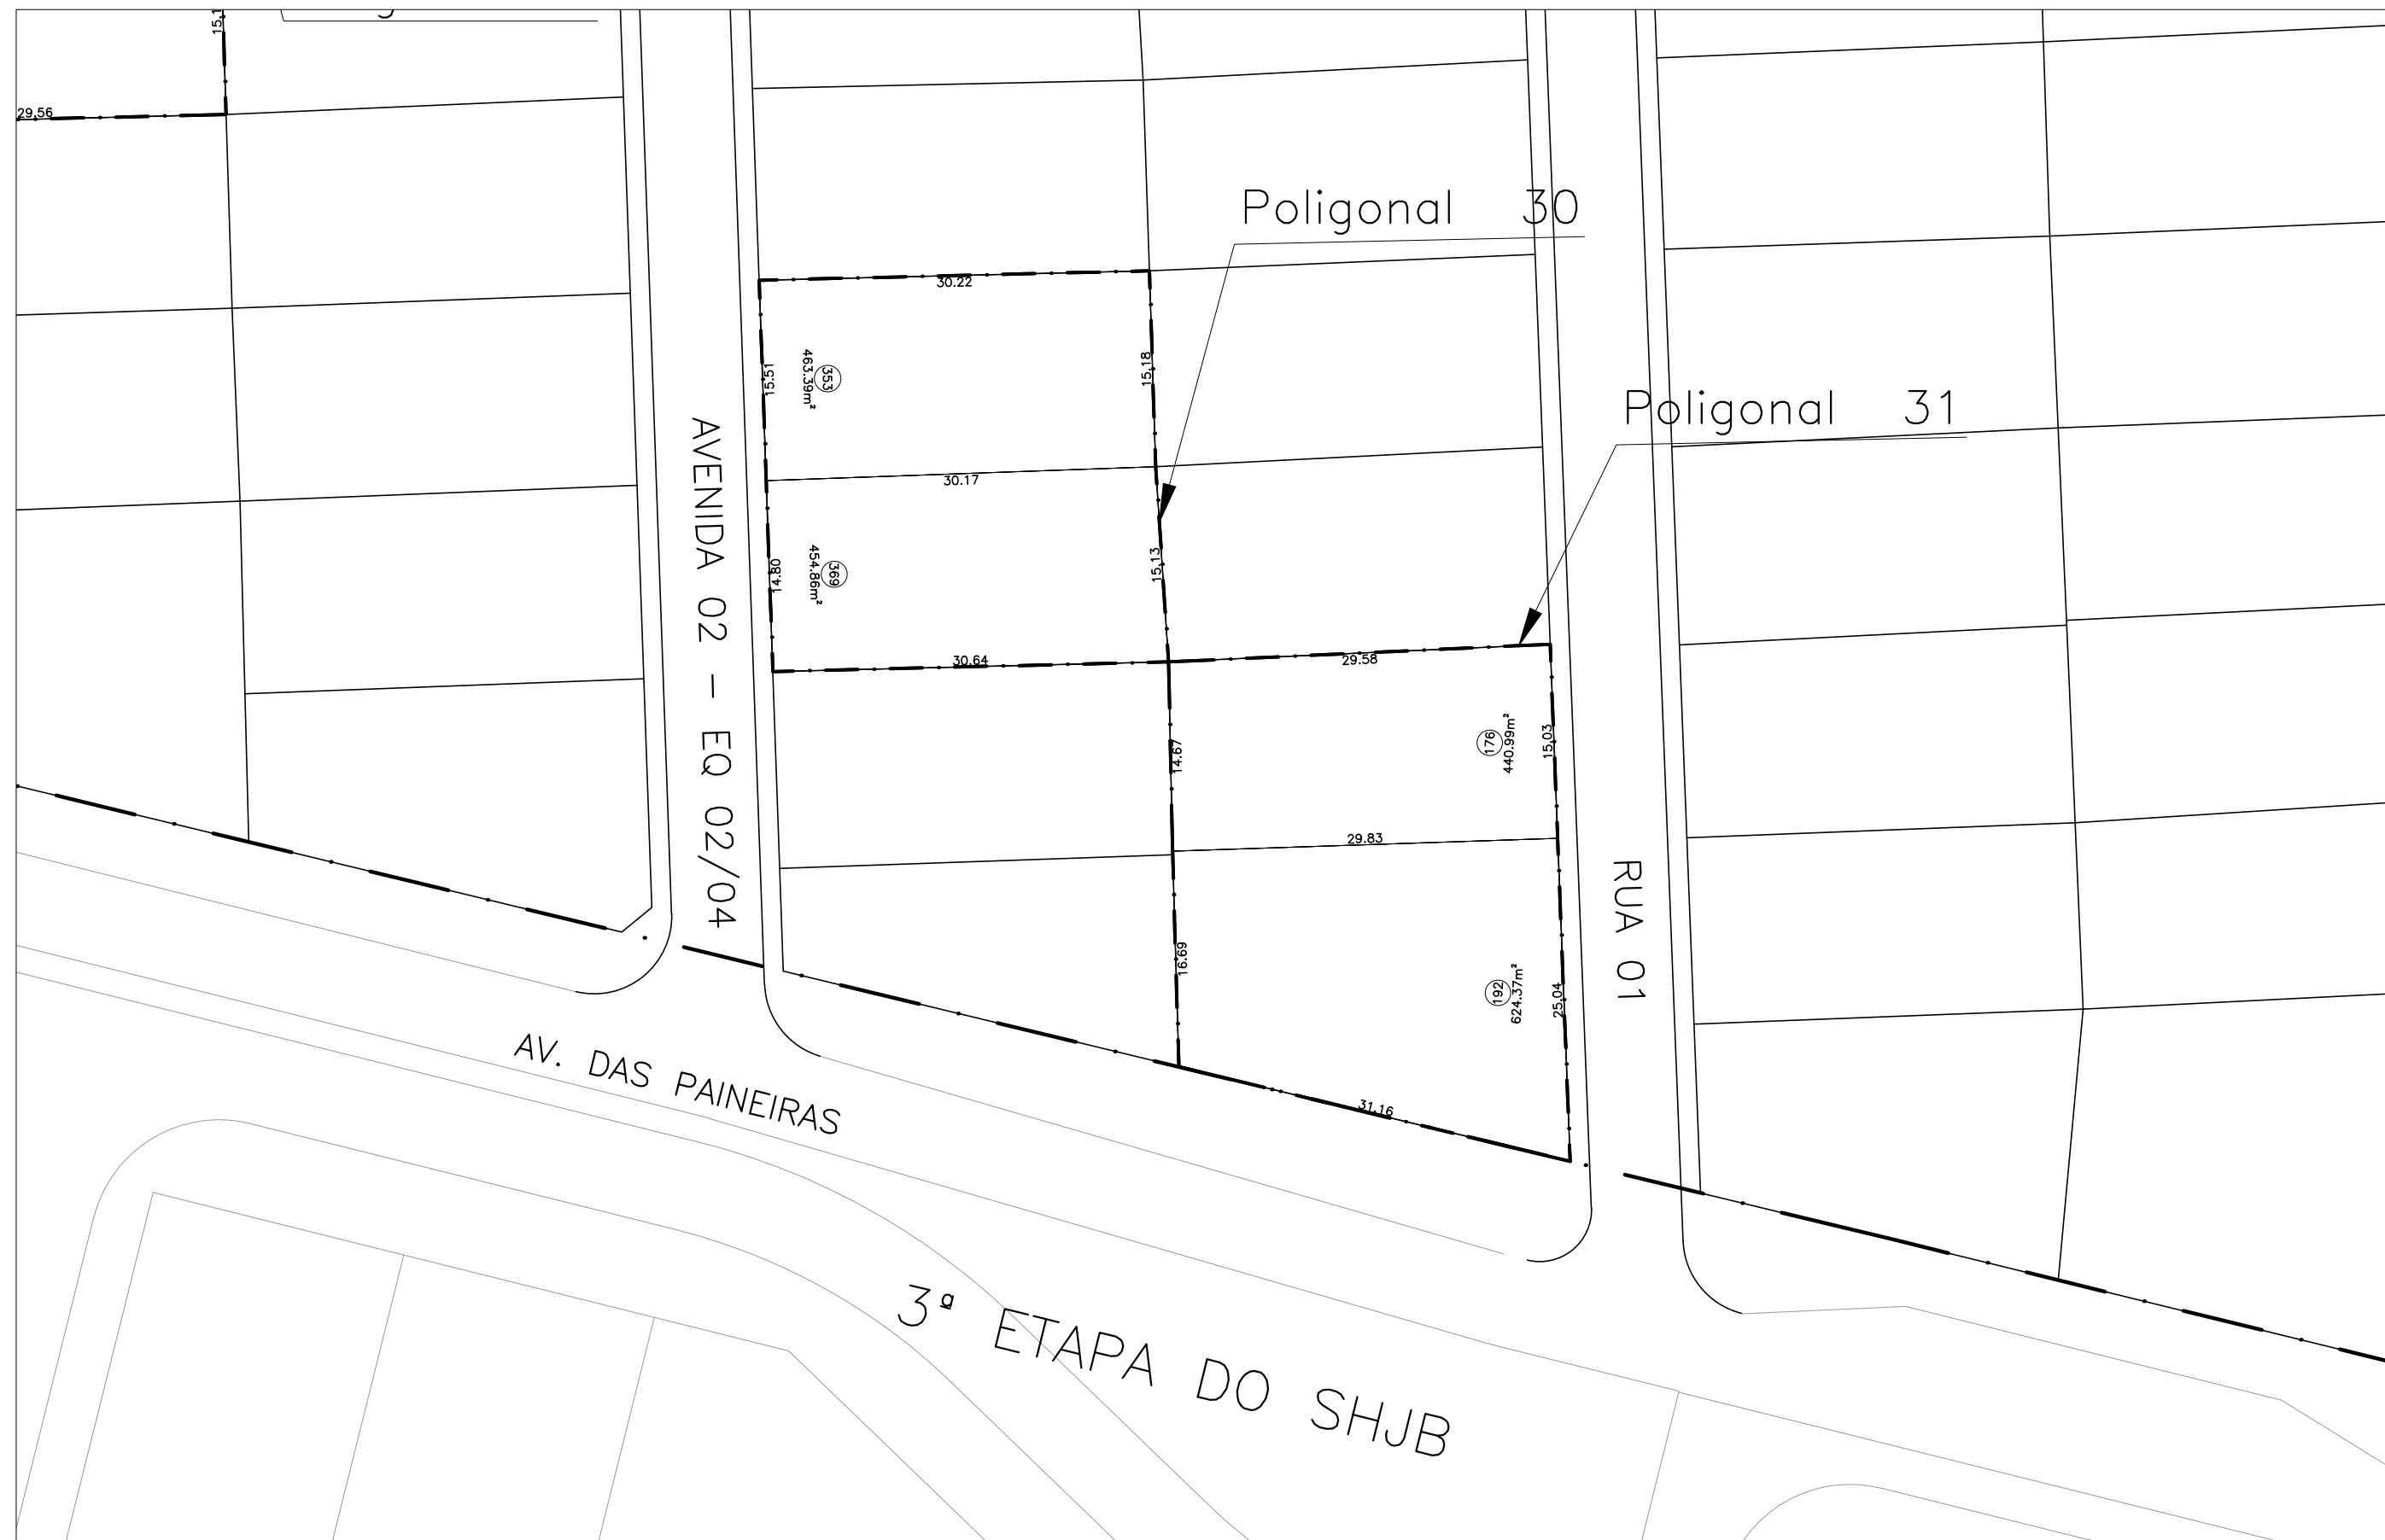 15,1
29,56
Poligonal 30
30.22
15.51
353
463.39m²
15,18
Poligonal 31
30.17
AVENIDA 02 – EQ 02/04
14.80
369
454.86m²
15,13
30.64
29.58
14.67
176
440.99m²
15,03
29.83
RUA 01
16.69
192
624.37m²
25,04
31,16
AV. DAS PAINEIRAS
3ª ETAPA DO SHJB